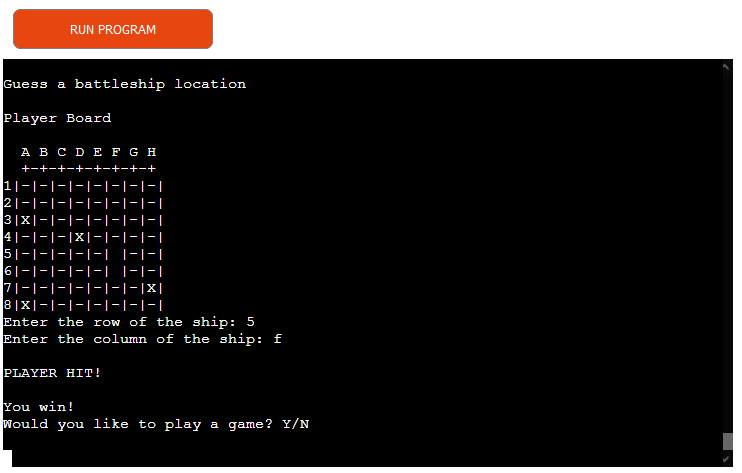 RUN PROGRAM
Guess a battleship location
Player Board
  A B C D E F G H
  +-+-+-+-+-+-+-+
1|-|-|-|-|-|-|-|-|
2|-|-|-|-|-|-|-|-|
3|X|-|-|-|-|-|-|-|
4|-|-|-|X|-|-|-|-|
5|-|-|-|-|-| |-|-|
6|-|-|-|-|-| |-|-|
7|-|-|-|-|-|-|-|X|
8|X|-|-|-|-|-|-|-|
Enter the row of the ship: 5
Enter the column of the ship: f
PLAYER HIT!
You win!
Would you like to play a game? Y/N